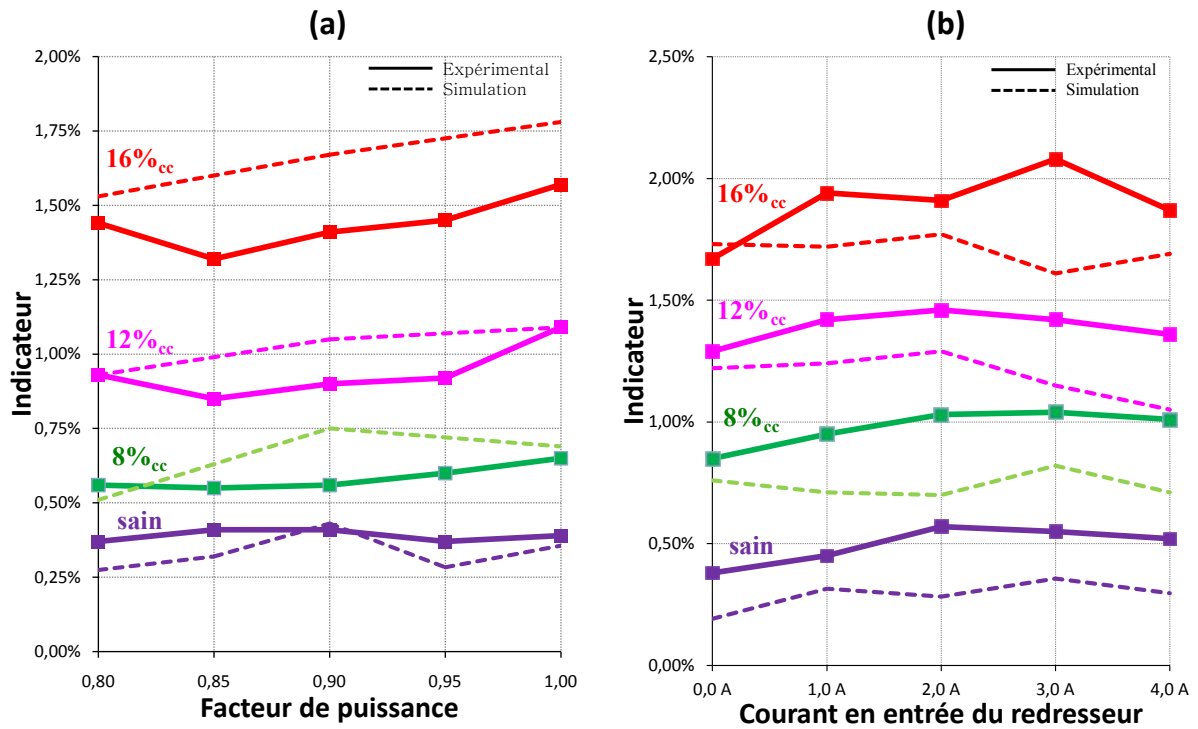 (a)
2,00%
1,75%
1,50%
1,25%
1,00%
0,75%
0,50%
0,25%
0,00%
Indicateur
Expérimental
Simulation
16%cc
12%cc
8%cc
sain
0,80
0,85
0,90
0,95
1,00
Facteur de puissance
(b)
2,50%
2,00%
1,50%
1,00%
0,50%
0,00%
Indicateur
Expérimental
Simulation
16%cc
12%cc
8%cc
sain
0,0 A
1,0 A
2,0 A
3,0 A
4,0 A
Courant en entrée du redresseur